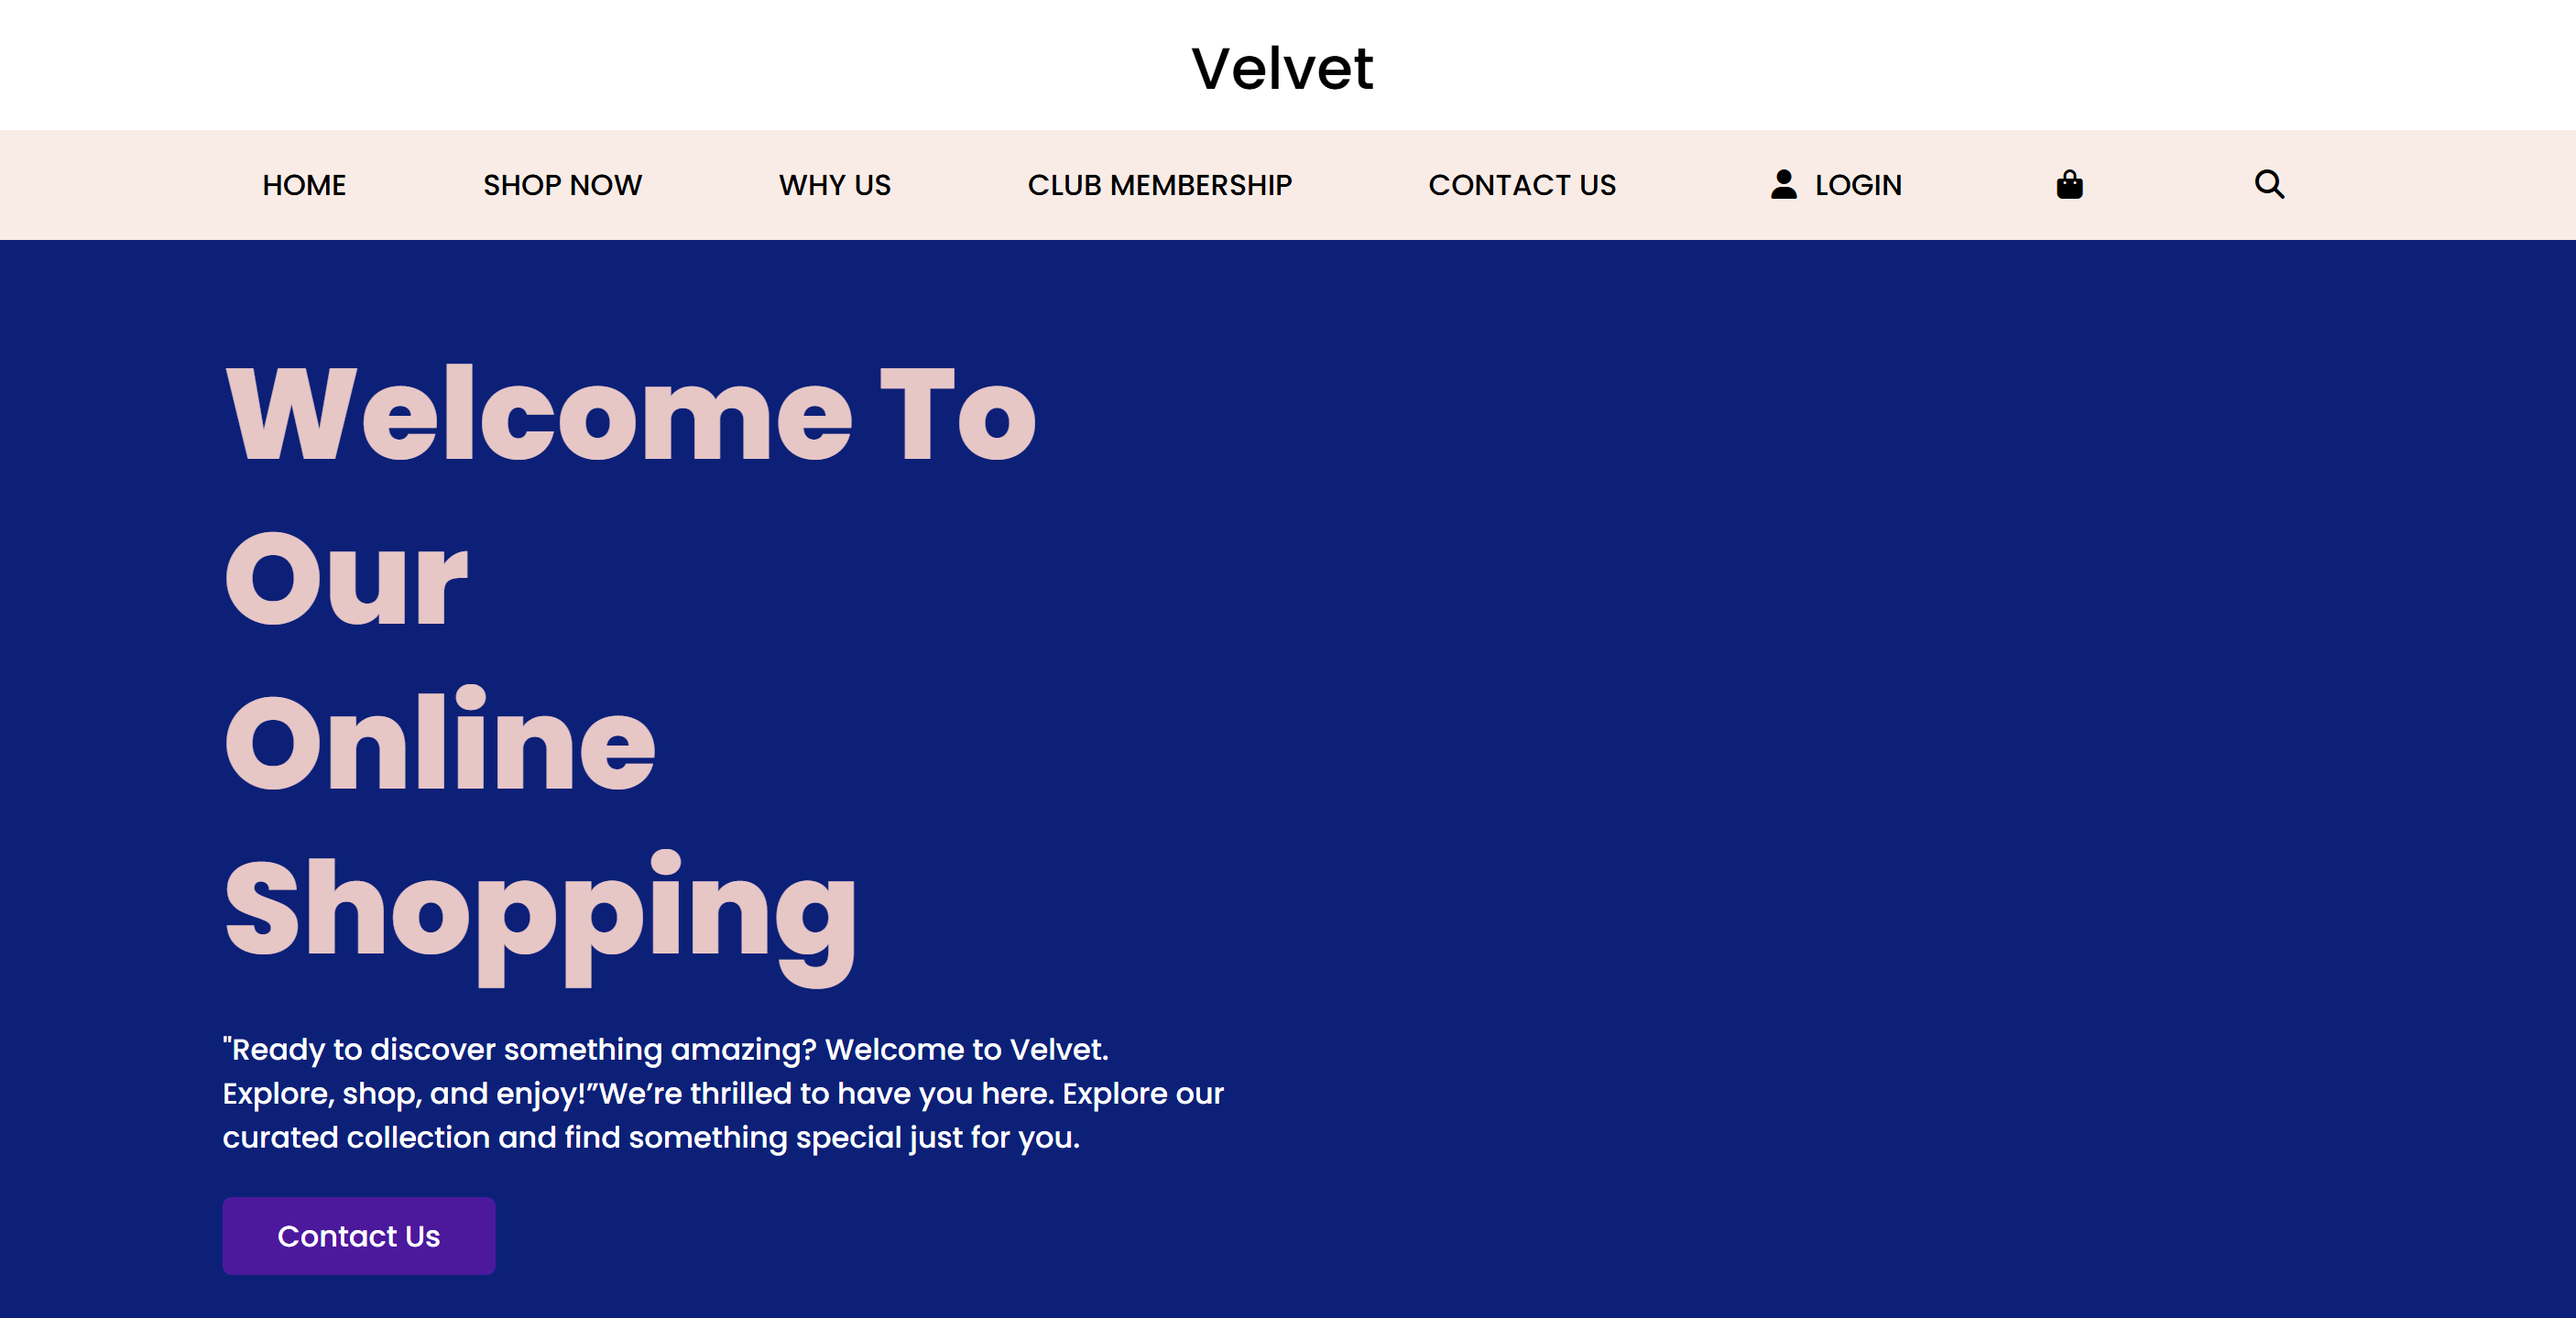 Velvet
HOME SHOP NOW WHY US CLUB MEMBERSHIP CONTACT US LOGIN
Welcome To
Our
Online
Shopping
"Ready to discover something amazing? Welcome to Velvet.
Explore, shop, and enjoy!”We’re thrilled to have you here. Explore our
curated collection and find something special just for you.
Contact Us